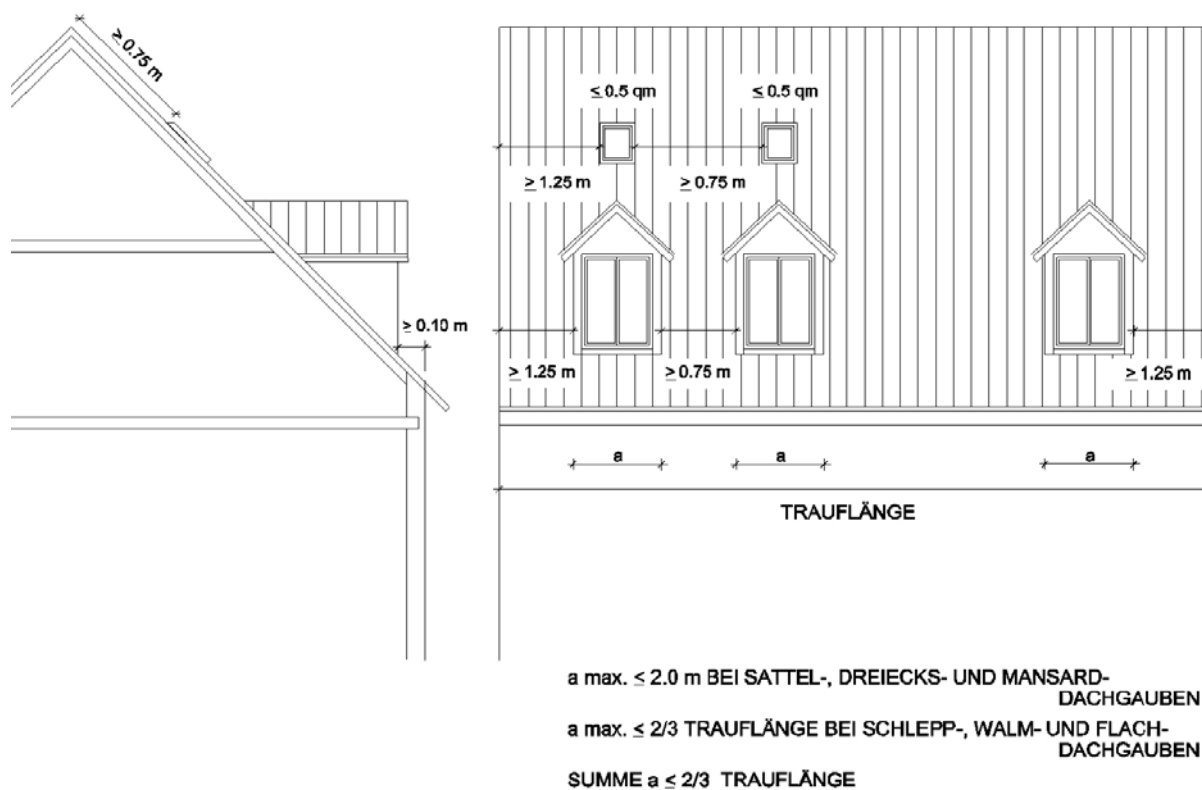 ≥ 0.75 m
≥ 0.10 m
≤ 0.5 qm ≤ 0.5 qm
≥ 1.25 m ≥ 0.75 m
≥ 1.25 m ≥ 0.75 m ≥ 1.25 m
a a a
TRAUFLÄNGE
a max. ≤ 2.0 m BEI SATTEL-, DREIECKS- UND MANSARD-
DACHGAUBEN
a max. ≤ 2/3 TRAUFLÄNGE BEI SCHLEPP-, WALM- UND FLACH-
DACHGAUBEN
SUMME a ≤ 2/3 TRAUFLÄNGE